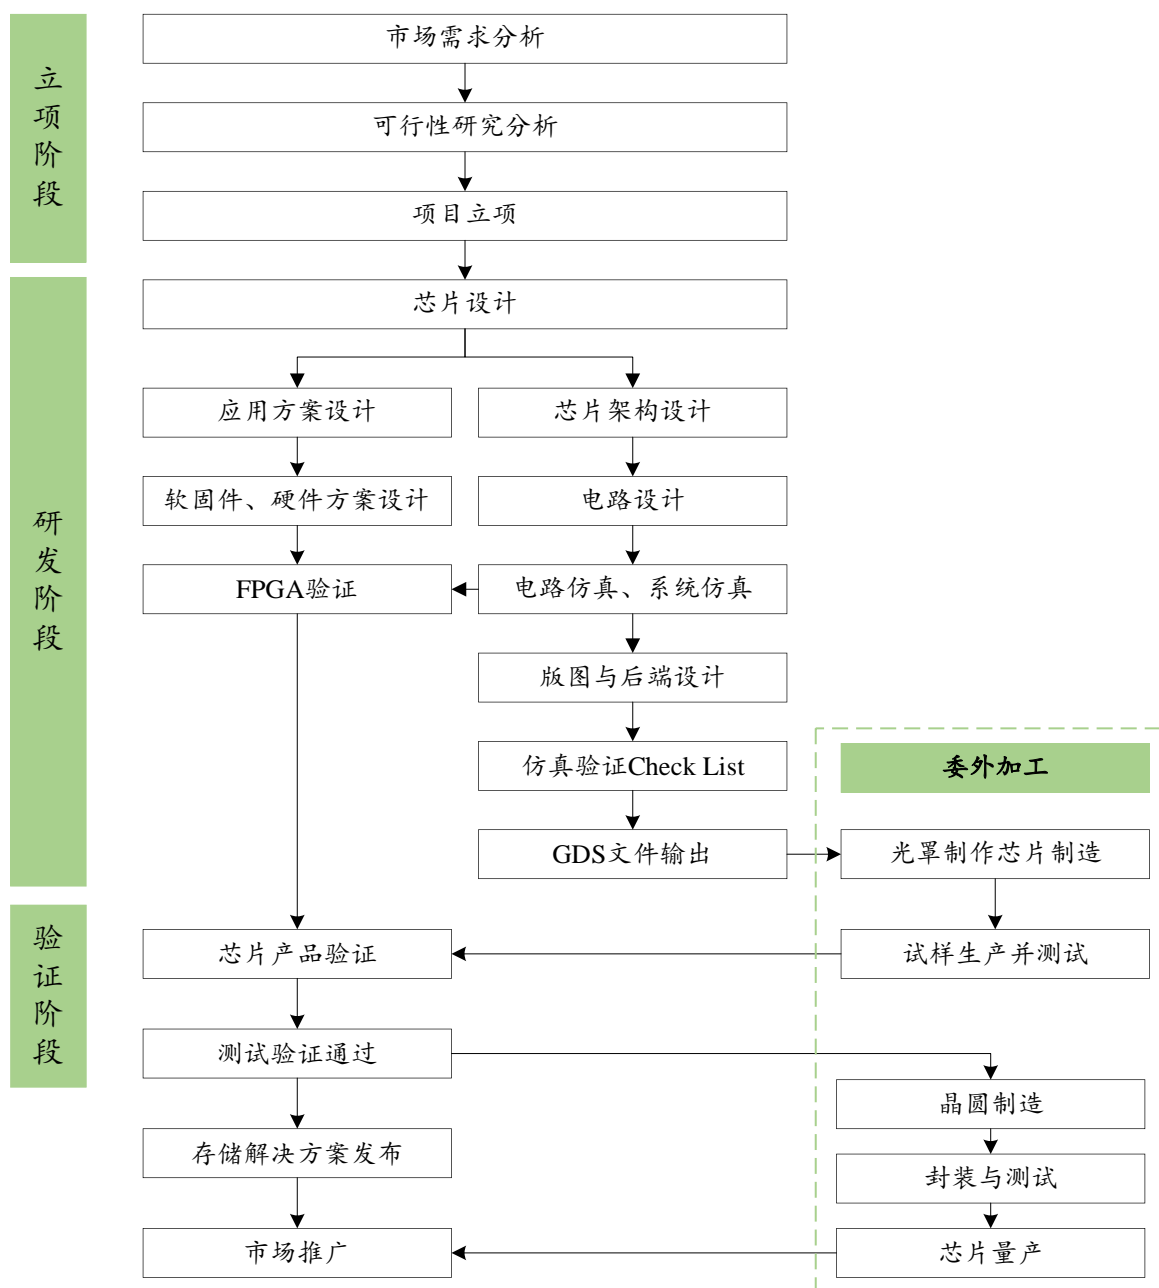 立项阶段
市场需求分析
可行性研究分析
项目立项
研发阶段
芯片设计
应用方案设计
芯片架构设计
软固件、硬件方案设计
电路设计
FPGA验证
电路仿真、系统仿真
版图与后端设计
仿真验证Check List
GDS文件输出
委外加工
光罩制作芯片制造
试样生产并测试
验证阶段
芯片产品验证
测试验证通过
晶圆制造
存储解决方案发布
封装与测试
市场推广
芯片量产